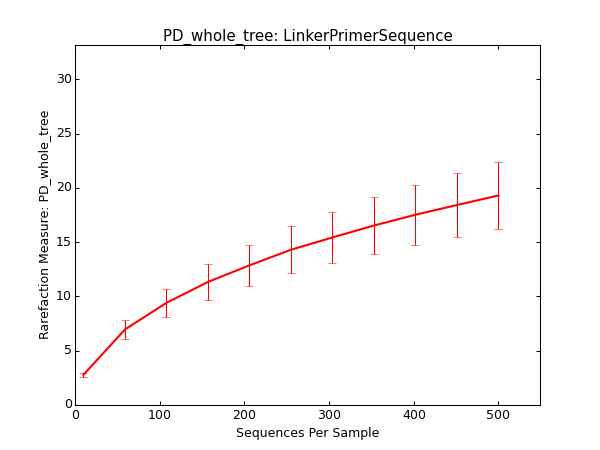 PD_whole_tree: LinkerPrimerSequence
Rarefaction Measure: PD_whole_tree
30
25
20
15
10
5
0
0 100 200 300 400 500
Sequences Per Sample